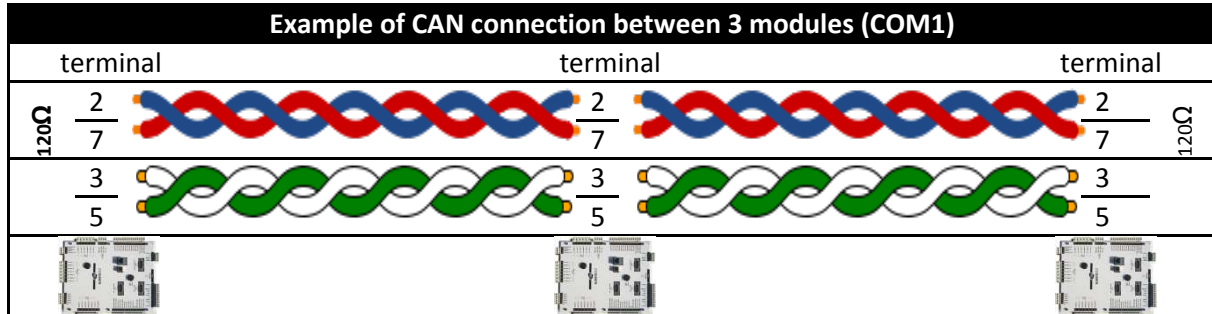 Example of CAN connection between 3 modules (COM1)
terminal terminal terminal
120Ω 2 2 2 120Ω
7 7 7
3 3 3
5 5 5